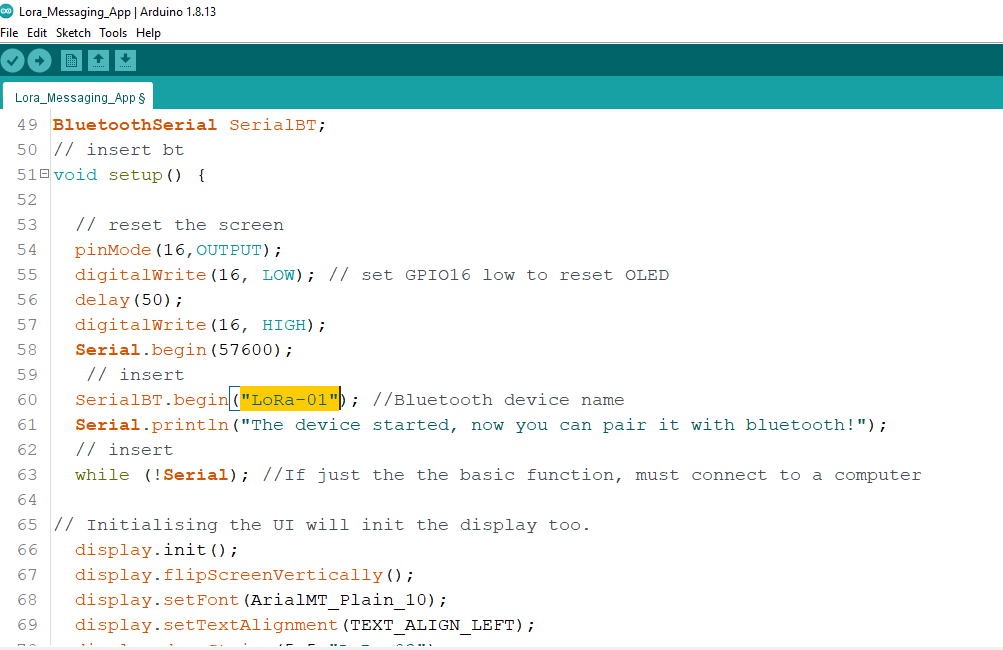 Lora_Messaging_App | Arduino 1.8.13
File Edit Sketch Tools Help
Lora_Messaging_App §
49 BluetoothSerial SerialBT;
50 // insert bt
51 void setup() {
52
53 // reset the screen
54 pinMode(16,OUTPUT);
55 digitalWrite(16, LOW); // set GPIO16 low to reset OLED
56 delay(50);
57 digitalWrite(16, HIGH);
58 Serial.begin(57600);
59 // insert
60 SerialBT.begin("LoRa-01"); //Bluetooth device name
61 Serial.println("The device started, now you can pair it with bluetooth!");
62 // insert
63 while (!Serial); //If just the the basic function, must connect to a computer
64
65 // Initialising the UI will init the display too.
66 display.init();
67 display.flipScreenVertically();
68 display.setFont(ArialMT_Plain_10);
69 display.setTextAlignment(TEXT_ALIGN_LEFT);